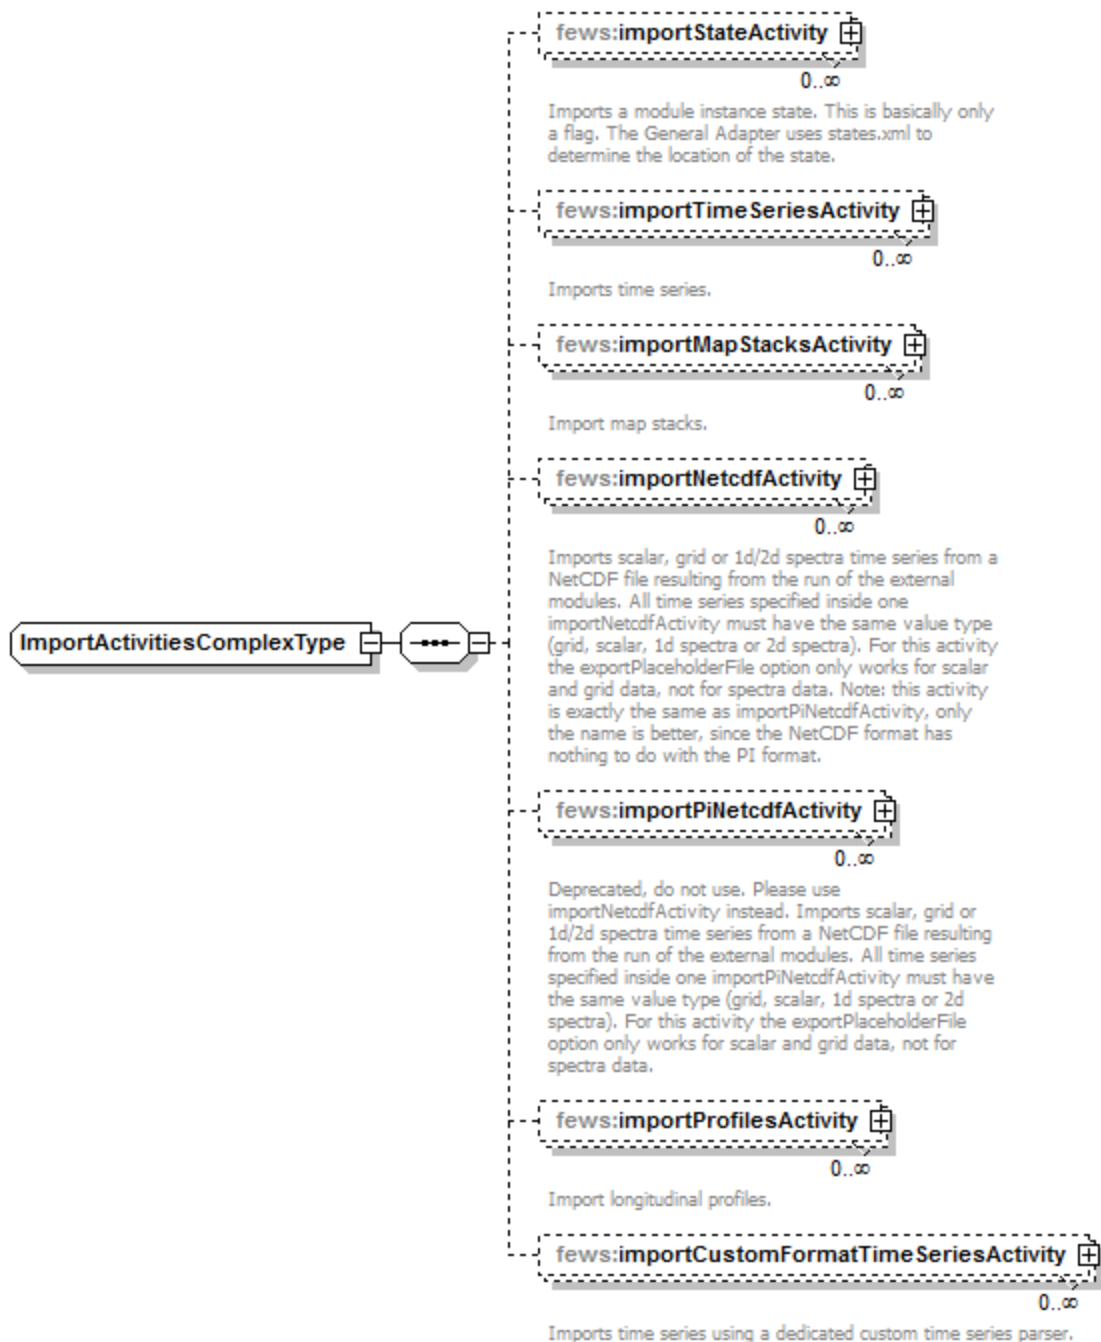 fews:importStateActivity
0..∞
Imports a module instance state. This is basically only
a flag. The General Adapter uses states.xml to
determine the location of the state.
fews:importTimeSeriesActivity
0..∞
Imports time series.
fews:importMapStacksActivity
0..∞
Import map stacks.
fews:importNetcdfActivity
0..∞
Imports scalar, grid or 1d/2d spectra time series from a
NetCDF file resulting from the run of the external
modules. All time series specified inside one
importNetcdfActivity must have the same value type
(grid, scalar, 1d spectra or 2d spectra). For this activity
the exportPlaceholderFile option only works for scalar
and grid data, not for spectra data. Note: this activity
is exactly the same as importPiNetcdfActivity, only
the name is better, since the NetCDF format has
nothing to do with the PI format.
ImportActivitiesComplexType
fews:importPiNetcdfActivity
0..∞
Deprecated, do not use. Please use
importNetcdfActivity instead. Imports scalar, grid or
1d/2d spectra time series from a NetCDF file resulting
from the run of the external modules. All time series
specified inside one importPiNetcdfActivity must have
the same value type (grid, scalar, 1d spectra or 2d
spectra). For this activity the exportPlaceholderFile
option only works for scalar and grid data, not for
spectra data.
fews:importProfilesActivity
0..∞
Import longitudinal profiles.
fews:importCustomFormatTimeSeriesActivity
0..∞
Imports time series using a dedicated custom time series parser.